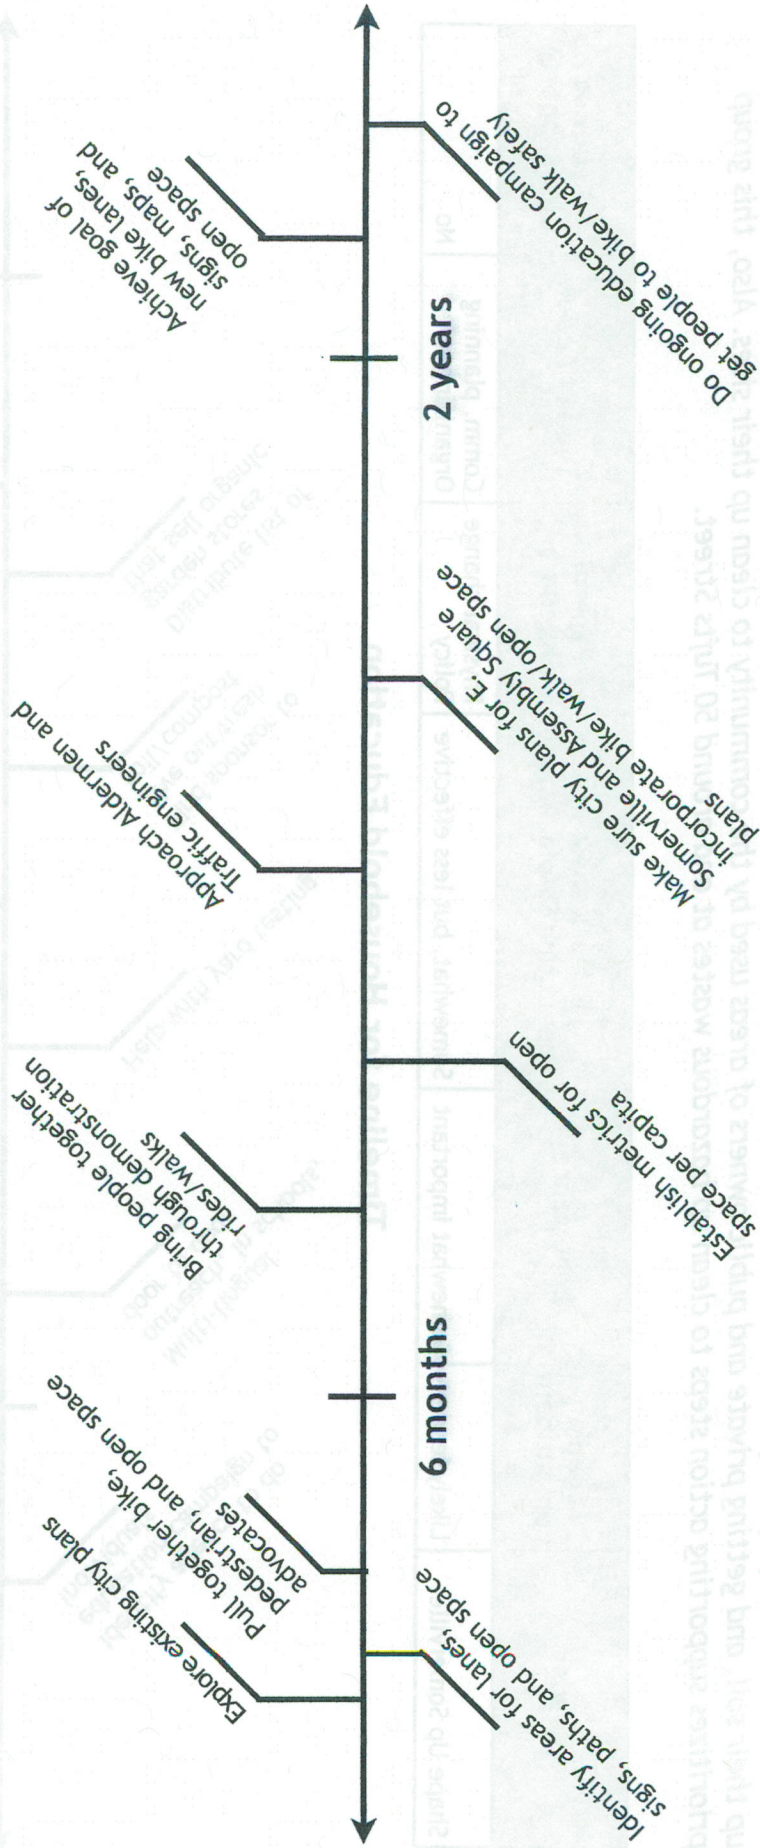 Explore existing city plans
Pull together bike,
pedestrian, and open space
advocates
Bring people together
through demonstration
rides/walks
Approach Aldermen and
Traffic engineers
Achieve goal of
new bike lanes,
signs, maps, and
open space
6 months
2 years
Identify areas for lanes,
signs, paths, and open space
Establish metrics for open
space per capita
Make sure city plans for E.
Somerville and Assembly Square
incorporate bike/walk/open space
plans
Do ongoing education campaign to
get people to bike/walk safely